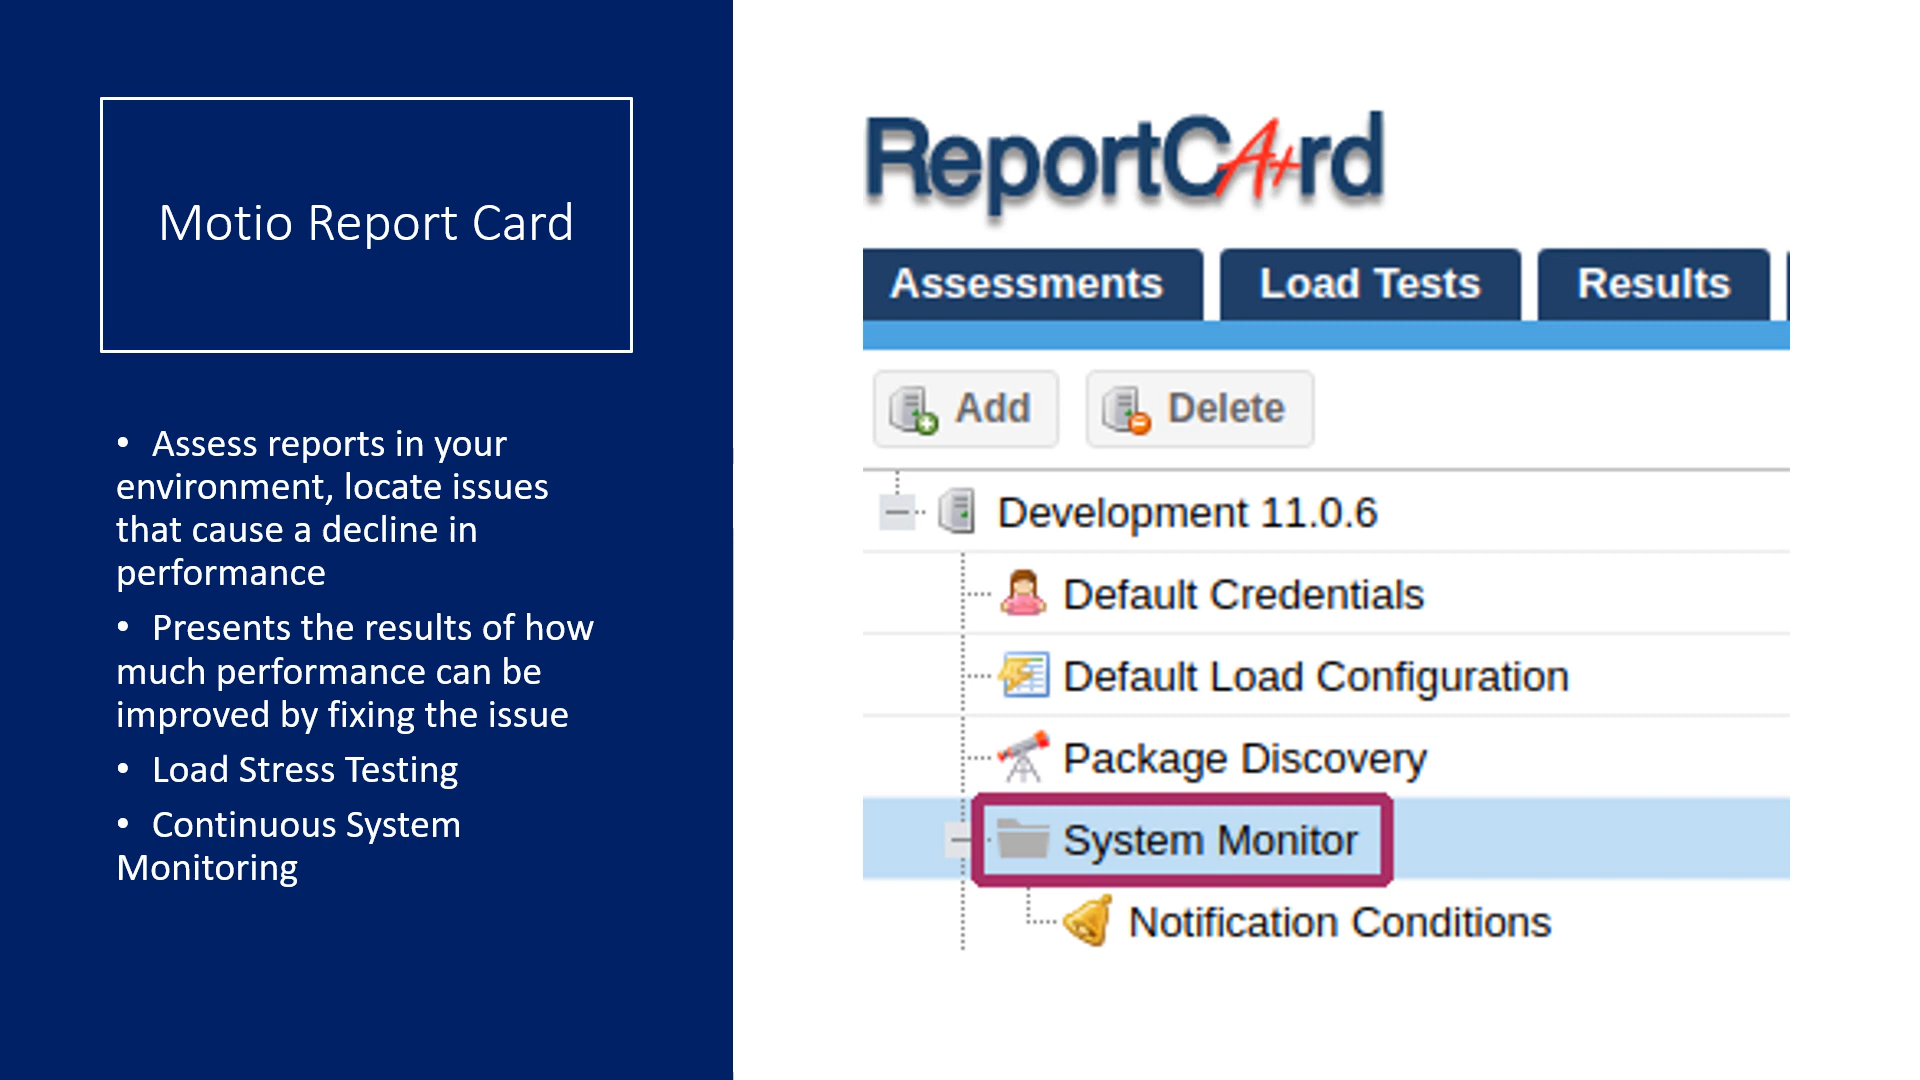 Motio Report Card
• Assess reports in your
environment, locate issues
that cause a decline in
performance
• Presents the results of how
much performance can be
improved by fixing the issue
• Load Stress Testing
• Continuous System
Monitoring
ReportCA+rd
Assessments Load Tests Results
Add Delete
Development 11.0.6
Default Credentials
Default Load Configuration
Package Discovery
System Monitor
Notification Conditions